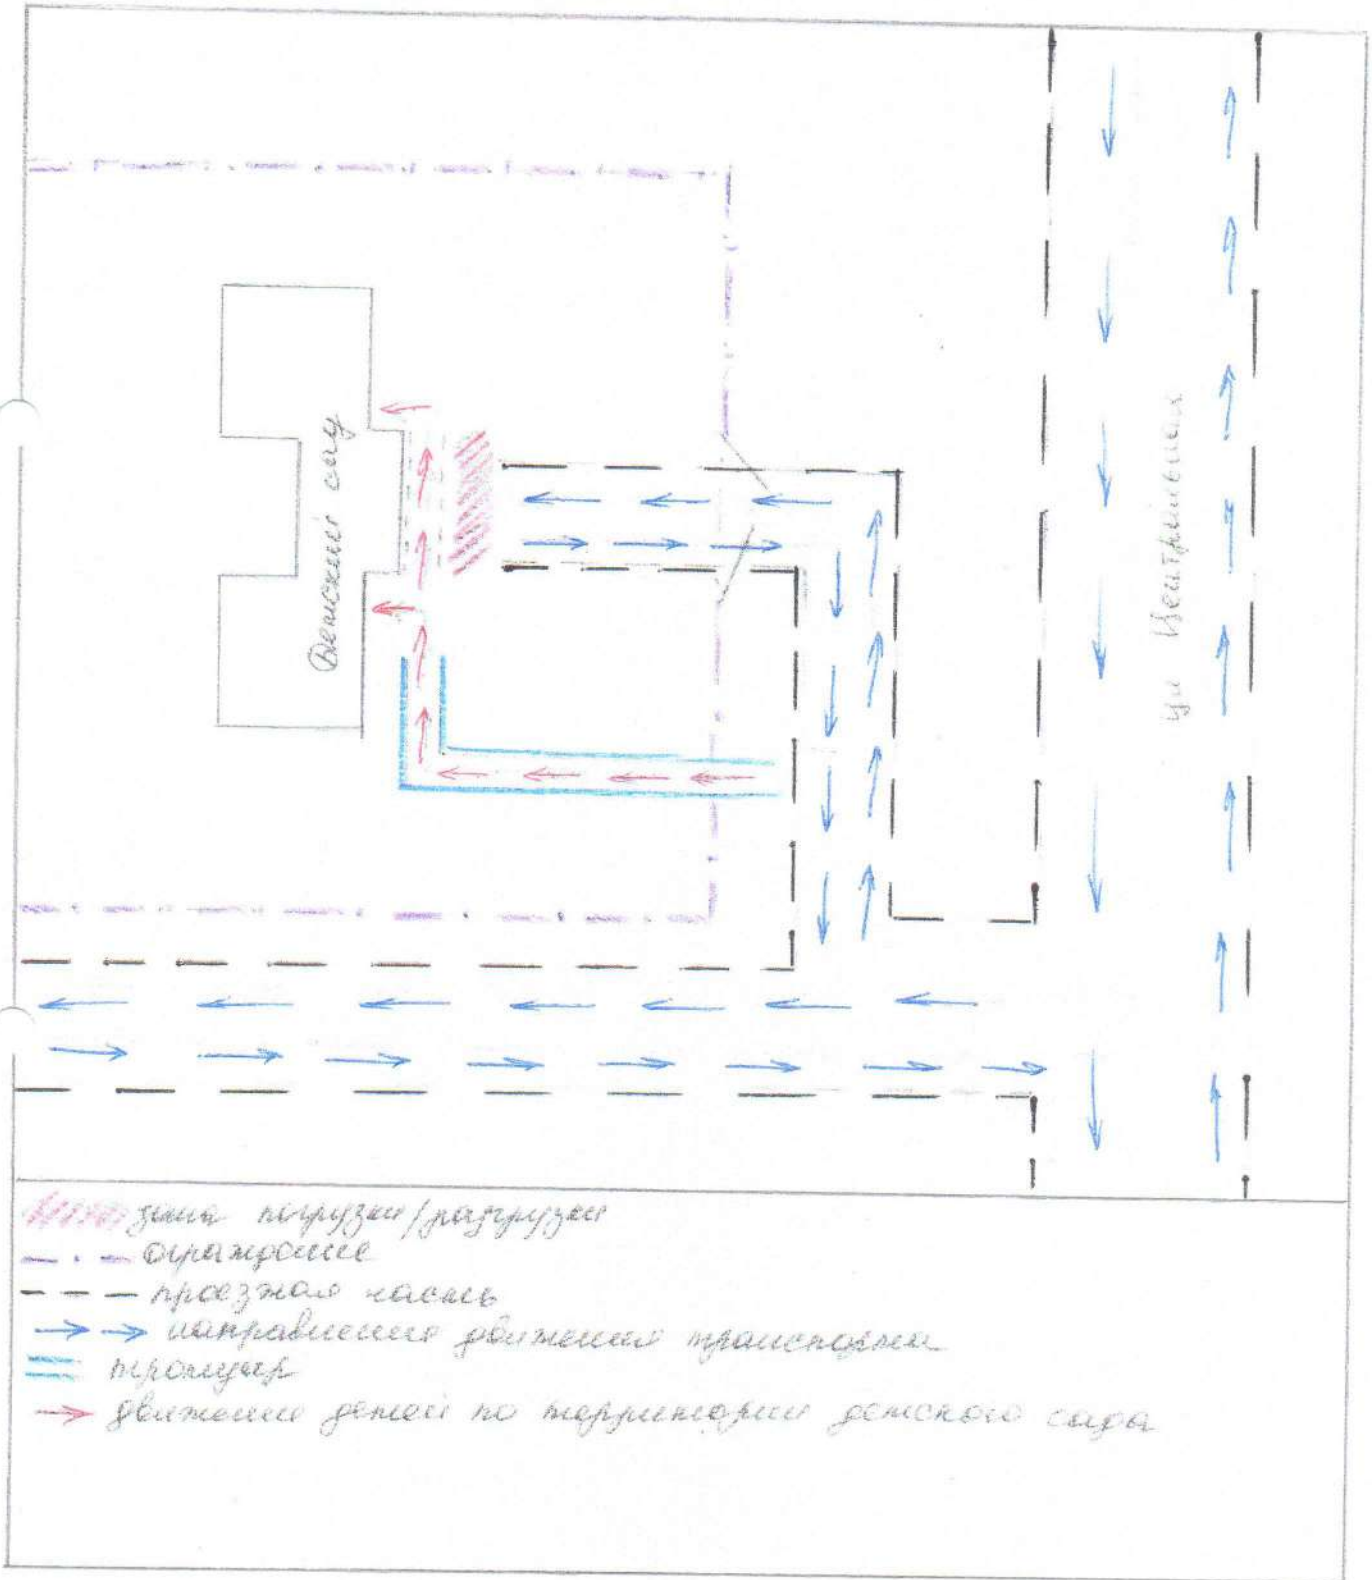 Детский сад
ул Центральная
зона погрузки/разгрузки
ограждение
проезжая часть
направление движения транспорта
тротуар
движение детей по территории детского сада